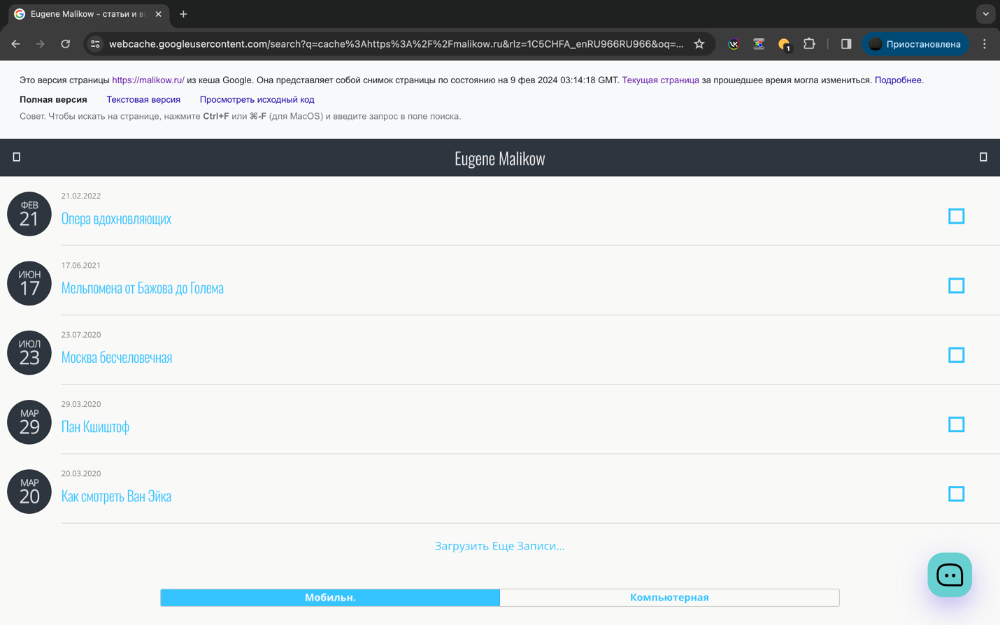 Eugene Malikow - статьи и вс
webcache.googleusercontent.com/search?q=cache%3Ahttps%3A%2F%2Fmalikow.ru&rlz=1C5CHFA_enRU966RU966&oq=...
1
Приостановлена
Это версия страницы https://malikow.ru/ из кеша Google. Она представляет собой снимок страницы по состоянию на 9 фев 2024 03:14:18 GMT. Текущая страница за прошедшее время могла измениться. Подробнее.
Полная версия Текстовая версия Просмотреть исходный код
Совет. Чтобы искать на странице, нажмите Ctrl+F или ⌘-F (для MacOS) и введите запрос в поле поиска.
Eugene Malikow
ФЕВ
21
21.02.2022
Опера вдохновляющих
ИЮН
17
17.06.2021
Мельпомена от Бажова до Голема
ИЮЛ
23
23.07.2020
Москва бесчеловечная
МАР
29
29.03.2020
Пан Кшиштоф
МАР
20
20.03.2020
Как смотреть Ван Эйка
Загрузить Еще Записи...
Мобильн. Компьютерная